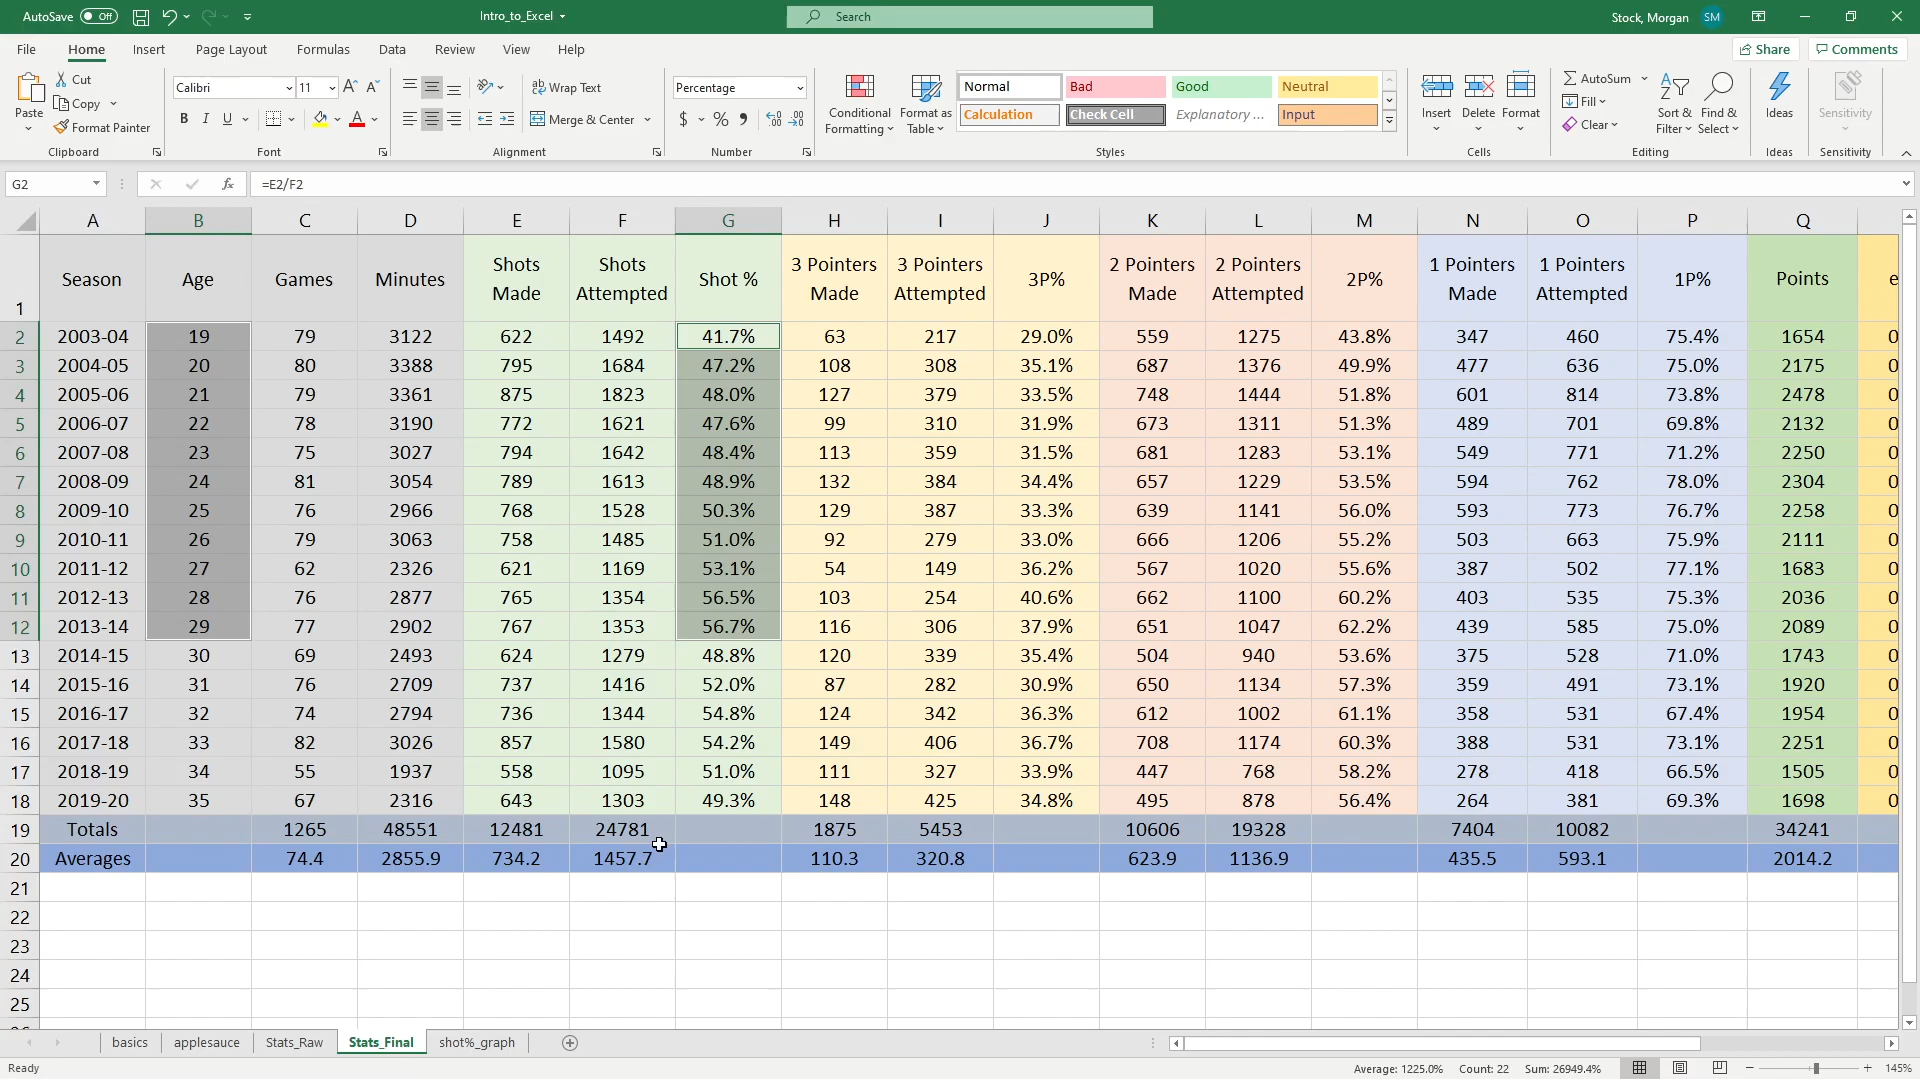 AutoSave Off Intro_to_Excel Search Stock, Morgan SM
File Home Insert Page Layout Formulas Data Review View Help Share Comments
Paste Cut Copy Format Painter Clipboard
Calibri 11 B I U A Font
Wrap Text Merge & Center Alignment
Percentage $ % Number
Conditional Formatting Format as Table
Normal Bad Good Neutral
Calculation Check Cell Explanatory ... Input
Styles
Insert Delete Format Cells
AutoSum Fill Clear Sort & Filter Find & Select Editing
Ideas Ideas Sensitivity Sensitivity
G2 fx =E2/F2
A B C D E F G H I J K L M N O P Q
1 Season Age Games Minutes Shots Made Shots Attempted Shot % 3 Pointers Made 3 Pointers Attempted 3P% 2 Pointers Made 2 Pointers Attempted 2P% 1 Pointers Made 1 Pointers Attempted 1P% Points e
2 2003-04 19 79 3122 622 1492 41.7% 63 217 29.0% 559 1275 43.8% 347 460 75.4% 1654 0
3 2004-05 20 80 3388 795 1684 47.2% 108 308 35.1% 687 1376 49.9% 477 636 75.0% 2175 0
4 2005-06 21 79 3361 875 1823 48.0% 127 379 33.5% 748 1444 51.8% 601 814 73.8% 2478 0
5 2006-07 22 78 3190 772 1621 47.6% 99 310 31.9% 673 1311 51.3% 489 701 69.8% 2132 0
6 2007-08 23 75 3027 794 1642 48.4% 113 359 31.5% 681 1283 53.1% 549 771 71.2% 2250 0
7 2008-09 24 81 3054 789 1613 48.9% 132 384 34.4% 657 1229 53.5% 594 762 78.0% 2304 0
8 2009-10 25 76 2966 768 1528 50.3% 129 387 33.3% 639 1141 56.0% 593 773 76.7% 2258 0
9 2010-11 26 79 3063 758 1485 51.0% 92 279 33.0% 666 1206 55.2% 503 663 75.9% 2111 0
10 2011-12 27 62 2326 621 1169 53.1% 54 149 36.2% 567 1020 55.6% 387 502 77.1% 1683 0
11 2012-13 28 76 2877 765 1354 56.5% 103 254 40.6% 662 1100 60.2% 403 535 75.3% 2036 0
12 2013-14 29 77 2902 767 1353 56.7% 116 306 37.9% 651 1047 62.2% 439 585 75.0% 2089 0
13 2014-15 30 69 2493 624 1279 48.8% 120 339 35.4% 504 940 53.6% 375 528 71.0% 1743 0
14 2015-16 31 76 2709 737 1416 52.0% 87 282 30.9% 650 1134 57.3% 359 491 73.1% 1920 0
15 2016-17 32 74 2794 736 1344 54.8% 124 342 36.3% 612 1002 61.1% 358 531 67.4% 1954 0
16 2017-18 33 82 3026 857 1580 54.2% 149 406 36.7% 708 1174 60.3% 388 531 73.1% 2251 0
17 2018-19 34 55 1937 558 1095 51.0% 111 327 33.9% 447 768 58.2% 278 418 66.5% 1505 0
18 2019-20 35 67 2316 643 1303 49.3% 148 425 34.8% 495 878 56.4% 264 381 69.3% 1698 0
19 Totals 1265 48551 12481 24781 1875 5453 10606 19328 7404 10082 34241
20 Averages 74.4 2855.9 734.2 1457.7 110.3 320.8 623.9 1136.9 435.5 593.1 2014.2
21
22
23
24
25
basics applesauce Stats_Raw Stats_Final shot%_graph
Ready Average: 1225.0% Count: 22 Sum: 26949.4% 145%